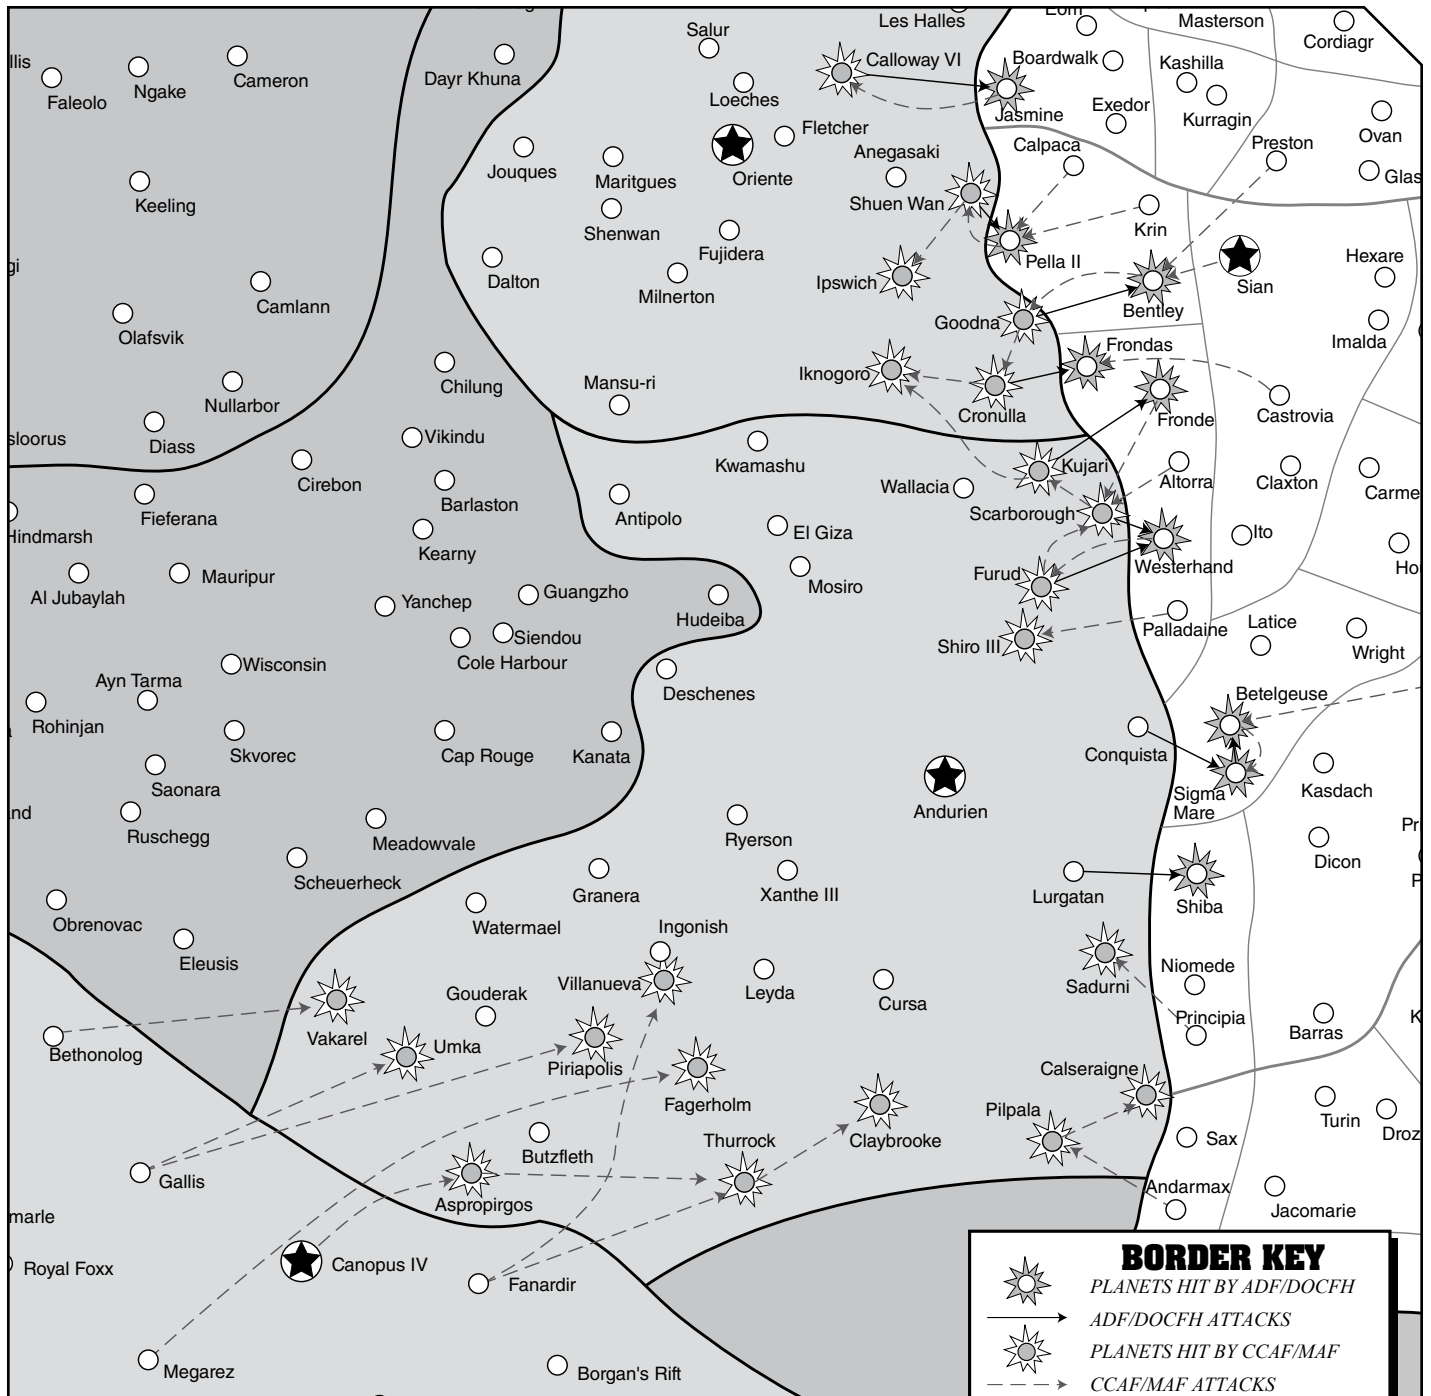 Les Halles
Masterson
Cordiagr
Salur
Calloway VI
Boardwalk
Kashilla
Dayr Khuna
Cameron
Ngake
Faleolo
Loeches
Jasmine
Exedor
Kurragin
Ovan
Fletcher
Anegasaki
Calpaca
Preston
Jouques
Maritgues
Oriente
Glas
Keeling
Shuen Wan
Shenwan
Krin
Fujidera
Pella II
Hexare
Dalton
Milnerton
Ipswich
Sian
Camlann
Bentley
Olafsvik
Goodna
Imalda
Frondas
Iknogoro
Chilung
Mansu-ri
Nullarbor
Cronulla
Castrovia
Fronde
sloorus
Diass
Vikindu
Kwamashu
Kujari
Cirebon
Wallacia
Altorra
Claxton
Carme
Barlaston
Fieferana
Antipolo
Scarborough
El Giza
Hindmarsh
Kearny
Ito
Westerhand
Ho
Furud
Mauripur
Al Jubaylah
Yanchep
Guangzho
Mosiro
Hudeiba
Palladaine
Latice
Siendou
Cole Harbour
Shiro III
Wright
Wisconsin
Ayn Tarma
Deschenes
Betelgeuse
Rohinjan
Skvorec
Cap Rouge
Kanata
Conquista
Saonara
Kasdach
Sigma
Mare
Andurien
Ruschegg
Ryerson
Pr
Meadowvale
Dicon
Scheuerheck
Granera
Xanthe III
Lurgatan
Shiba
Obrenovac
Watermael
Ingonish
Eleusis
Niomede
Villanueva
Sadurni
Gouderak
Leyda
Cursa
Principia
Vakarel
Umka
Barras
Bethonolog
Piriapolis
Calseraigne
Fagerholm
Pilpala
Turin
Droz
Thurrock
Claybrooke
Sax
Butzfleth
Gallis
Andarmax
Aspropirgos
Jacomarie
marle
Canopus IV
Royal Foxx
Fanardir
Megarez
Borgan's Rift
BORDER KEY
PLANETS HIT BY ADF/DOCFH
ADF/DOCFH ATTACKS
PLANETS HIT BY CCAF/MAF
CCAF/MAF ATTACKS